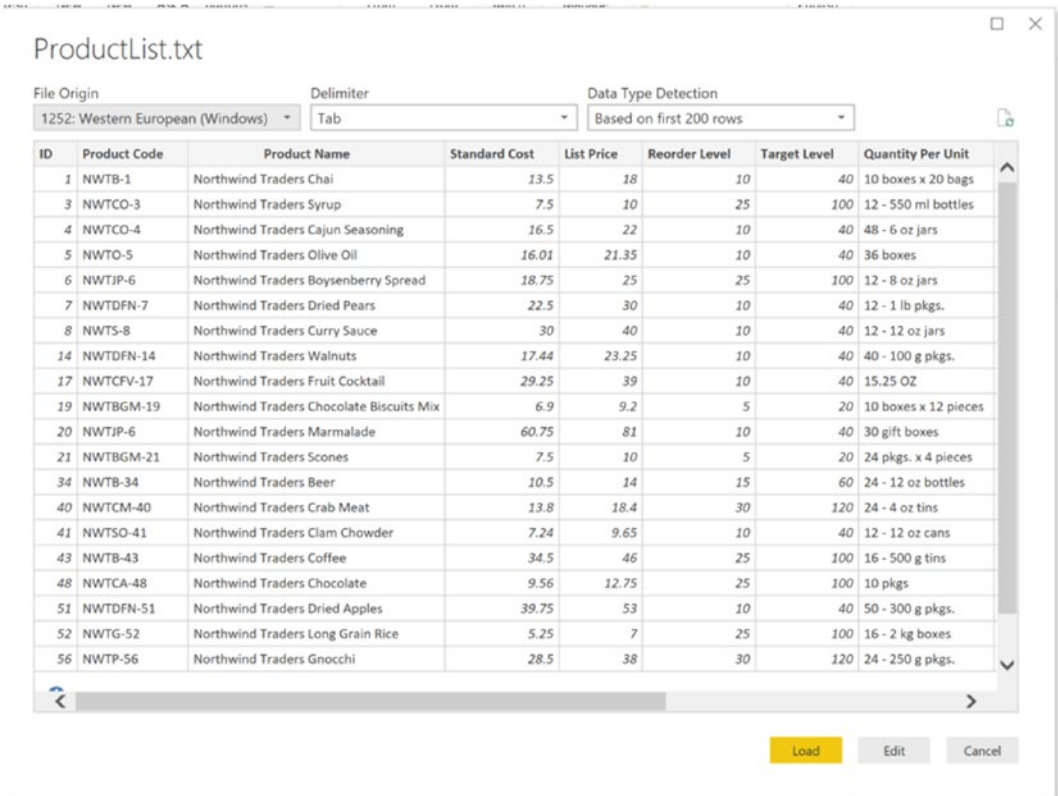 ProductList.txt
File Origin Delimiter Data Type Detection
1252: Western European (Windows) Tab Based on first 200 rows
ID Product Code Product Name Standard Cost List Price Reorder Level Target Level Quantity Per Unit
1 NWTB-1 Northwind Traders Chai 13.5 18 10 40 10 boxes x 20 bags
3 NWTCO-3 Northwind Traders Syrup 7.5 10 25 100 12 - 550 ml bottles
4 NWTCO-4 Northwind Traders Cajun Seasoning 16.5 22 10 40 48 - 6 oz jars
5 NWTO-5 Northwind Traders Olive Oil 16.01 21.35 10 40 36 boxes
6 NWTJP-6 Northwind Traders Boysenberry Spread 18.75 25 25 100 12 - 8 oz jars
7 NWTDFN-7 Northwind Traders Dried Pears 22.5 30 10 40 12 - 1 lb pkgs.
8 NWTS-8 Northwind Traders Curry Sauce 30 40 10 40 12 - 12 oz jars
14 NWTDFN-14 Northwind Traders Walnuts 17.44 23.25 10 40 40 - 100 g pkgs.
17 NWTCFV-17 Northwind Traders Fruit Cocktail 29.25 39 10 40 15.25 OZ
19 NWTBGM-19 Northwind Traders Chocolate Biscuits Mix 6.9 9.2 5 20 10 boxes x 12 pieces
20 NWTJP-6 Northwind Traders Marmalade 60.75 81 10 40 30 gift boxes
21 NWTBGM-21 Northwind Traders Scones 7.5 10 5 20 24 pkgs. x 4 pieces
34 NWTB-34 Northwind Traders Beer 10.5 14 15 60 24 - 12 oz bottles
40 NWTCM-40 Northwind Traders Crab Meat 13.8 18.4 30 120 24 - 4 oz tins
41 NWTSO-41 Northwind Traders Clam Chowder 7.24 9.65 10 40 12 - 12 oz cans
43 NWTB-43 Northwind Traders Coffee 34.5 46 25 100 16 - 500 g tins
48 NWTCA-48 Northwind Traders Chocolate 9.56 12.75 25 100 10 pkgs
51 NWTDFN-51 Northwind Traders Dried Apples 39.75 53 10 40 50 - 300 g pkgs.
52 NWTG-52 Northwind Traders Long Grain Rice 5.25 7 25 100 16 - 2 kg boxes
56 NWTP-56 Northwind Traders Gnocchi 28.5 38 30 120 24 - 250 g pkgs.
Load Edit Cancel